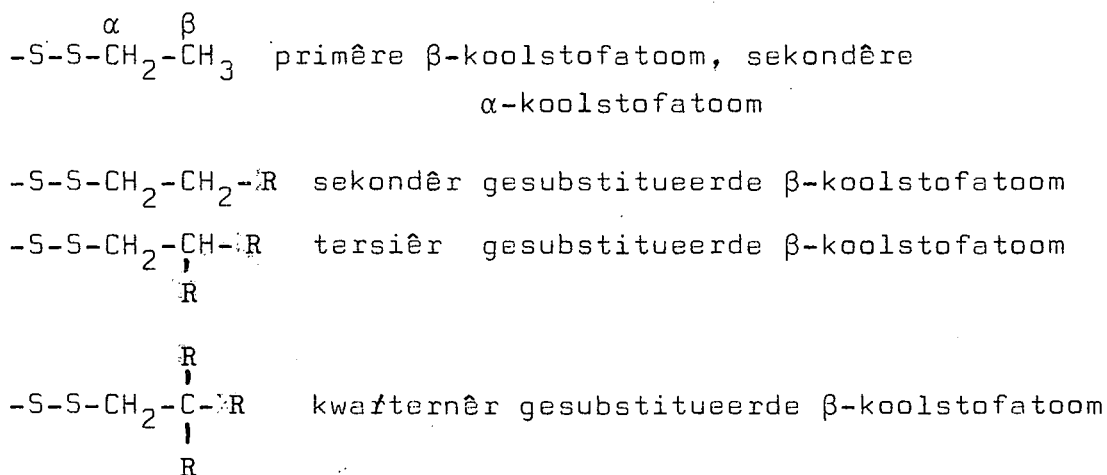 α β
-S-S-CH2-CH3 primêre β-koolstofatoom, sekondêre
α-koolstofatoom
-S-S-CH2-CH2-R sekondêr gesubstitueerde β-koolstofatoom
-S-S-CH2-CH-R tersiêr gesubstitueerde β-koolstofatoom
R
R
-S-S-CH2-C-R kwaternêr gesubstitueerde β-koolstofatoom
R